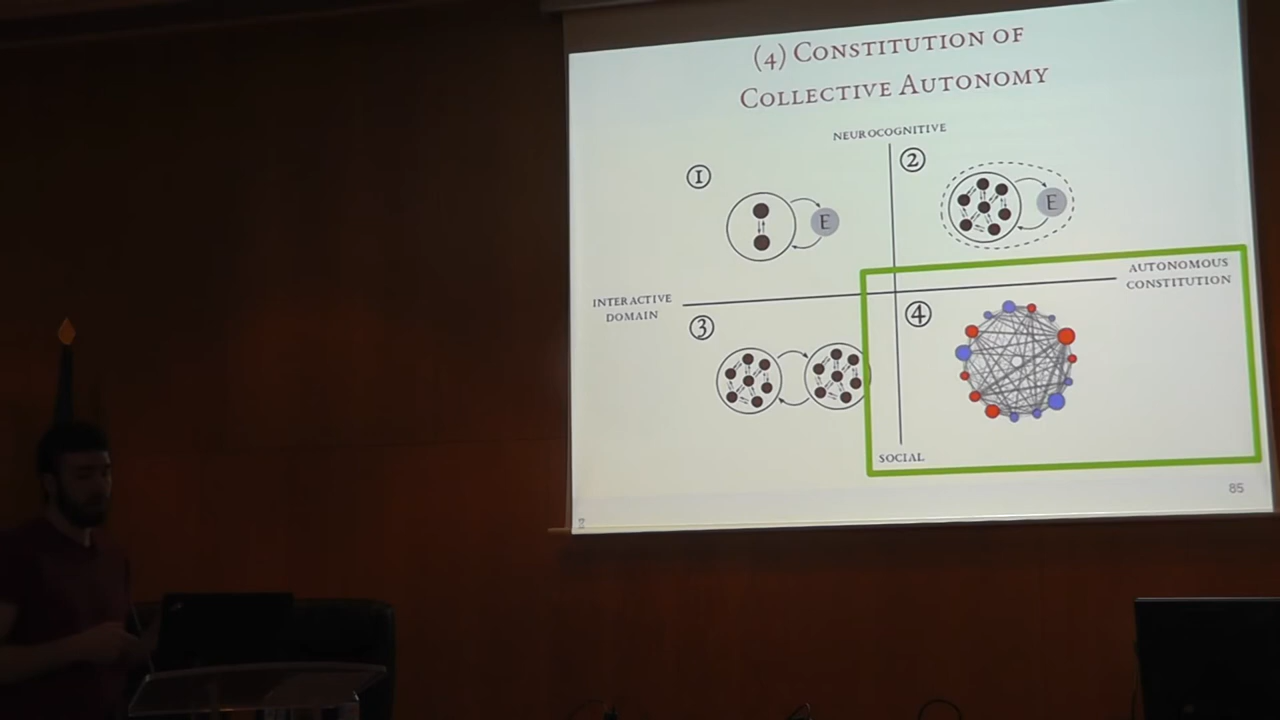 (4) CONSTITUTION OF
COLLECTIVE AUTONOMY
NEUROCOGNITIVE
1
2
E
E
INTERACTIVE
DOMAIN
AUTONOMOUS
CONSTITUTION
3
4
SOCIAL
85